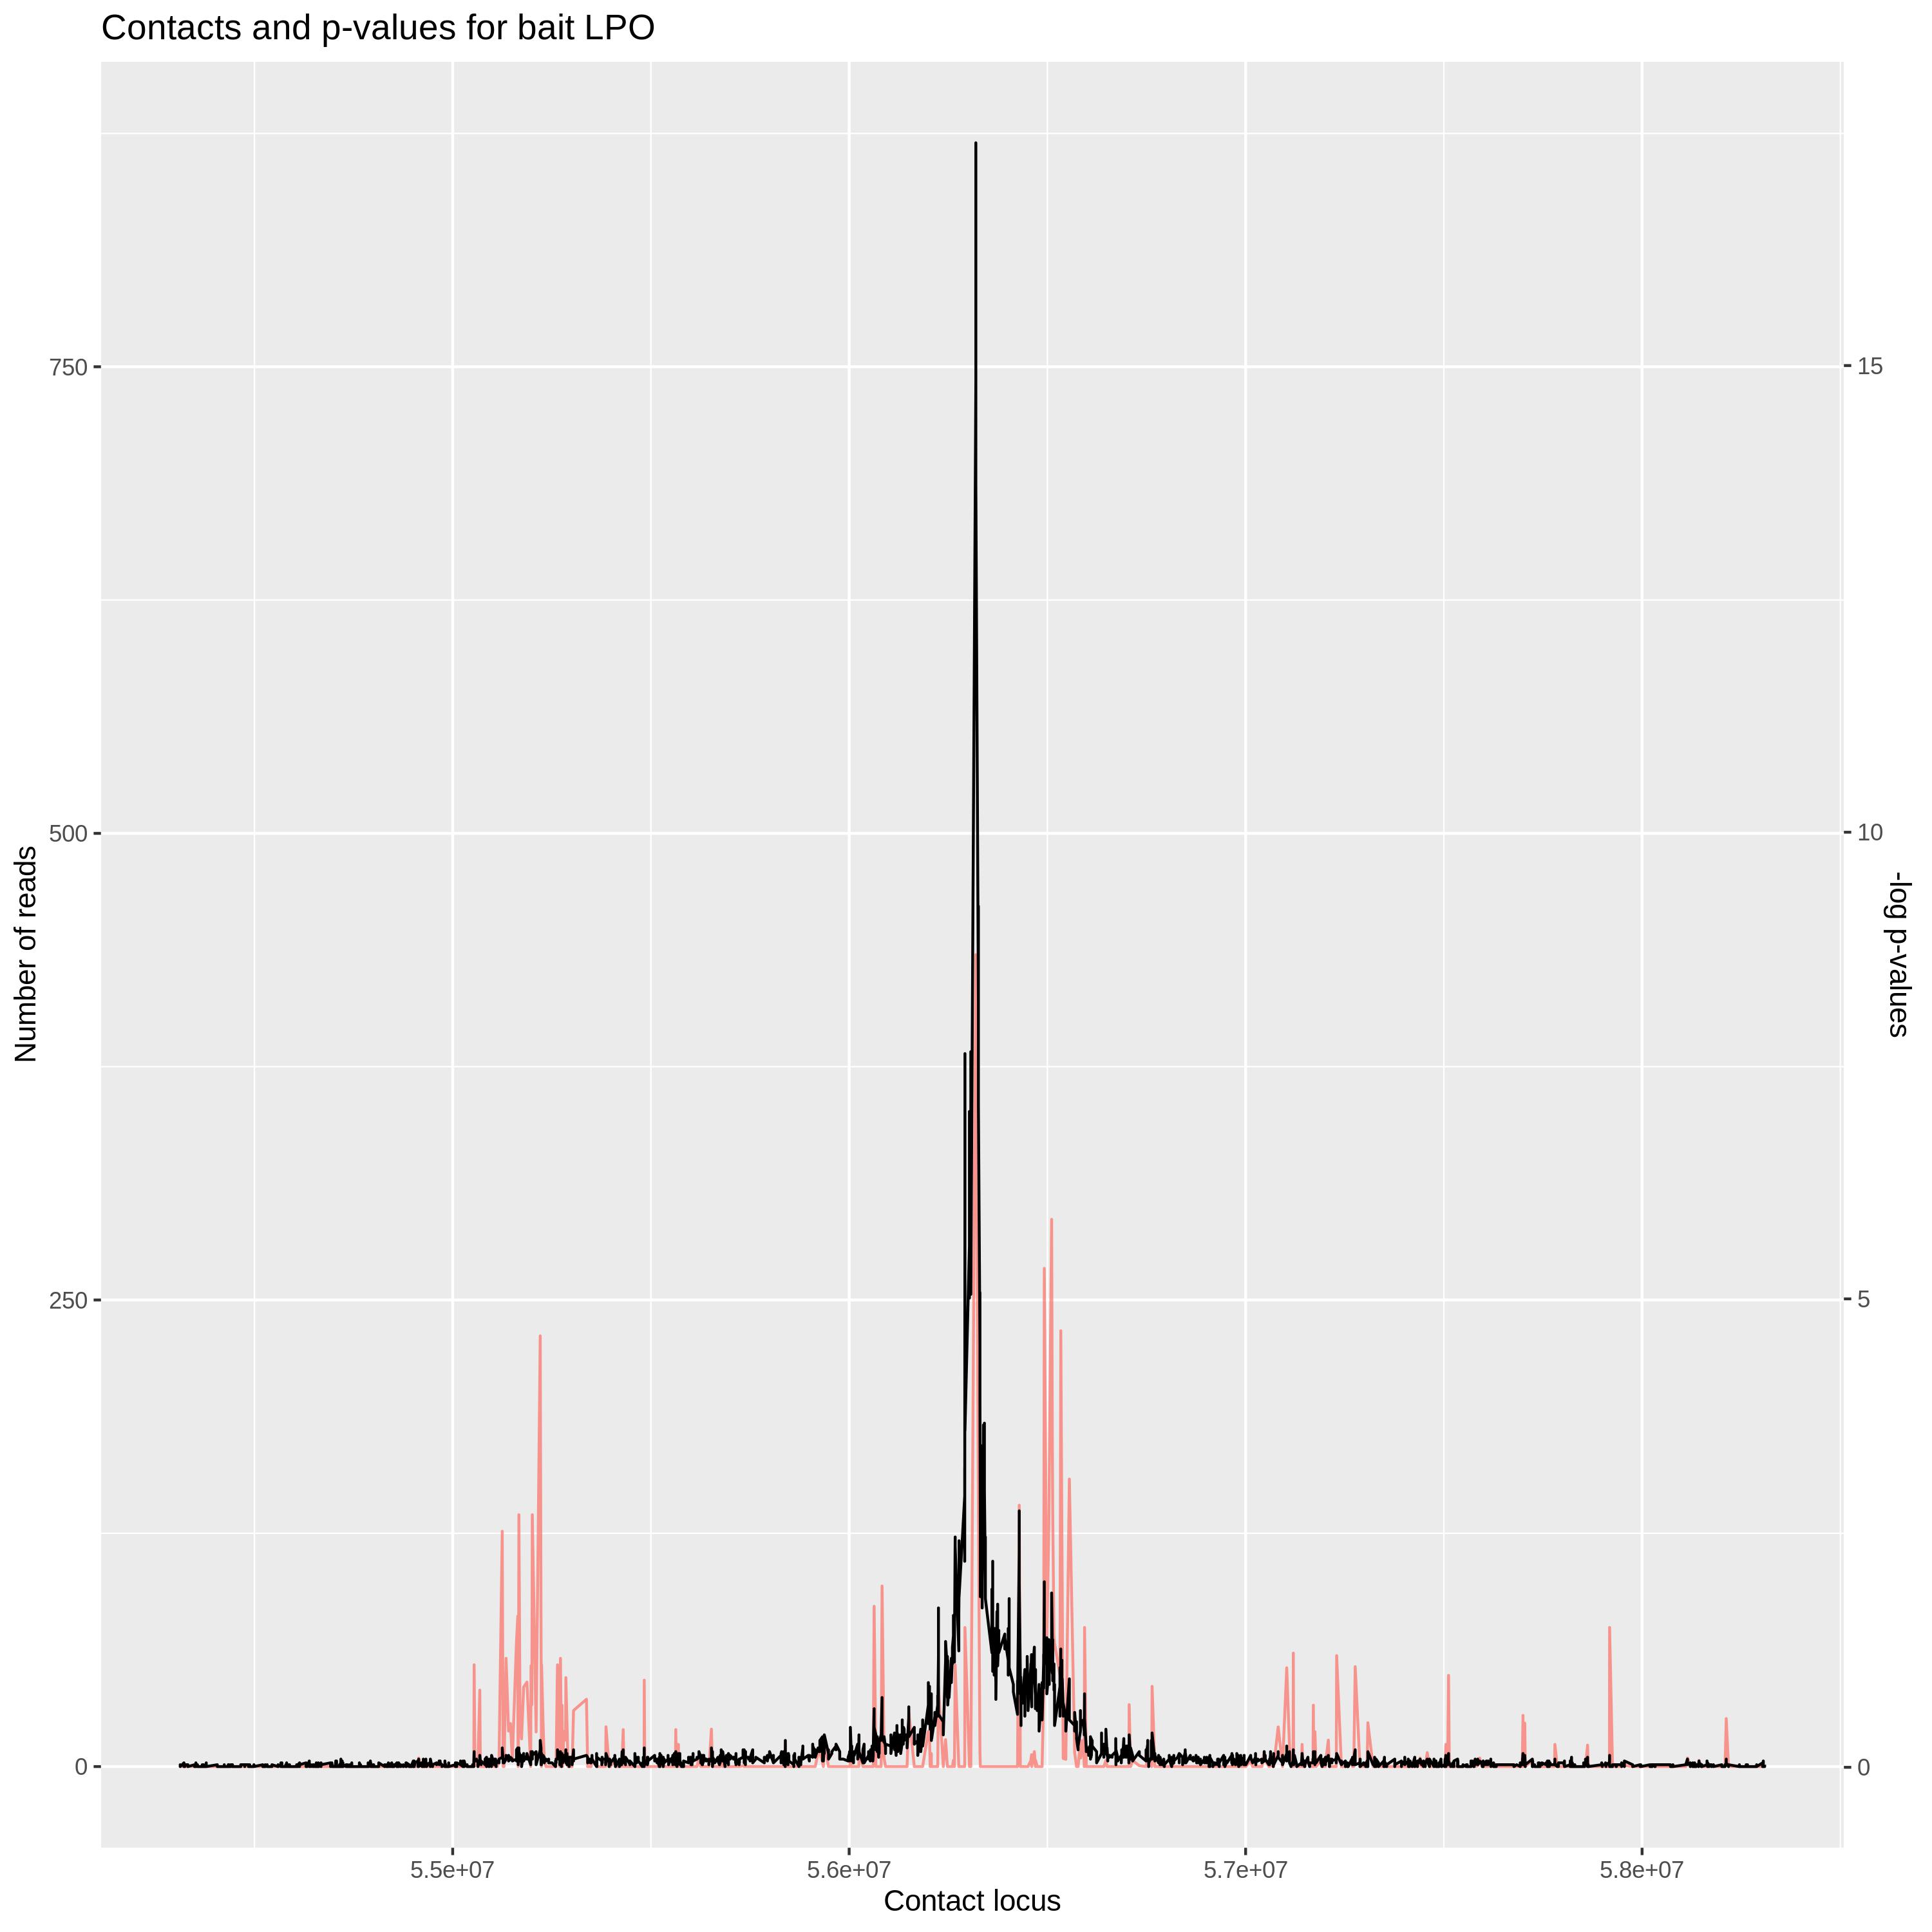 Contacts and p-values for bait LPO
Number of reads
750
500
250
0
15
10
5
0
-log p-values
5.5e+07
5.6e+07
5.7e+07
5.8e+07
Contact locus